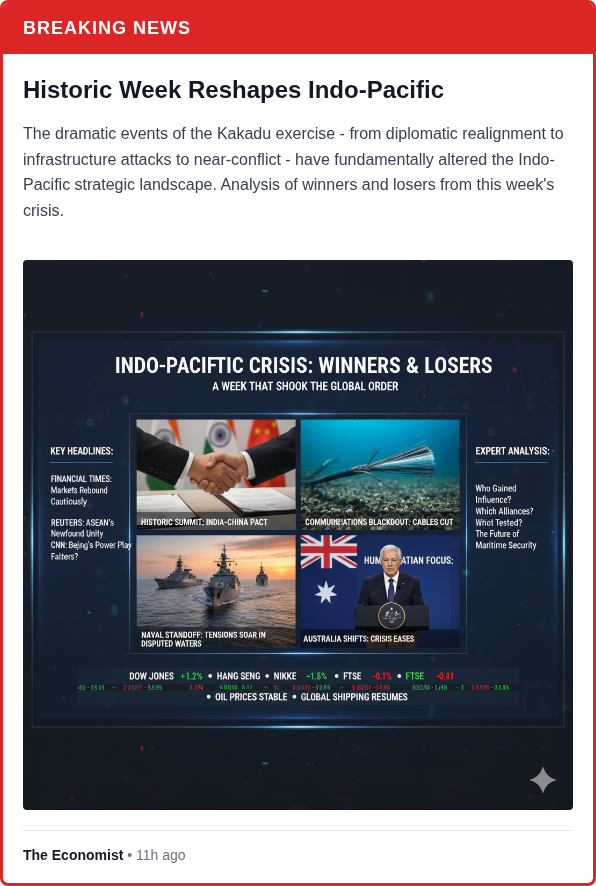 BREAKING NEWS
Historic Week Reshapes Indo-Pacific
The dramatic events of the Kakadu exercise - from diplomatic realignment to
infrastructure attacks to near-conflict - have fundamentally altered the Indo-
Pacific strategic landscape. Analysis of winners and losers from this week's
crisis.
INDO-PACIFTIC CRISIS: WINNERS & LOSERS
A WEEK THAT SHOOK THE GLOBAL ORDER
KEY HEADLINES:
FINANCIAL TIMES:
Markets Rebound
Cautiously
REUTERS: ASEAN's
Newfound Unity
CNN: Power Play
Falters?
HISTORIC SUMMIT: INDIA-CHINA PACT
BLACKOUT: CABLES CUT
NAVAL STANDOFF: TENSIONS SOAR IN
DISPUTED WATERS
FOCUS:
AUSTRALIA SHIFTS: CRISIS EASES
EXPERT ANALYSIS:
Who Gained
Influence?
Which Alliances?
Whot Tested?
The Future of
Maritime Security
DOW JONES +1.2% • HANG SENG • NIKKE -1.8% • FTSE -0.1% • FTSE -0.47
• OIL PRICES STABLE • GLOBAL SHIPPING RESUMES
The Economist • 11h ago